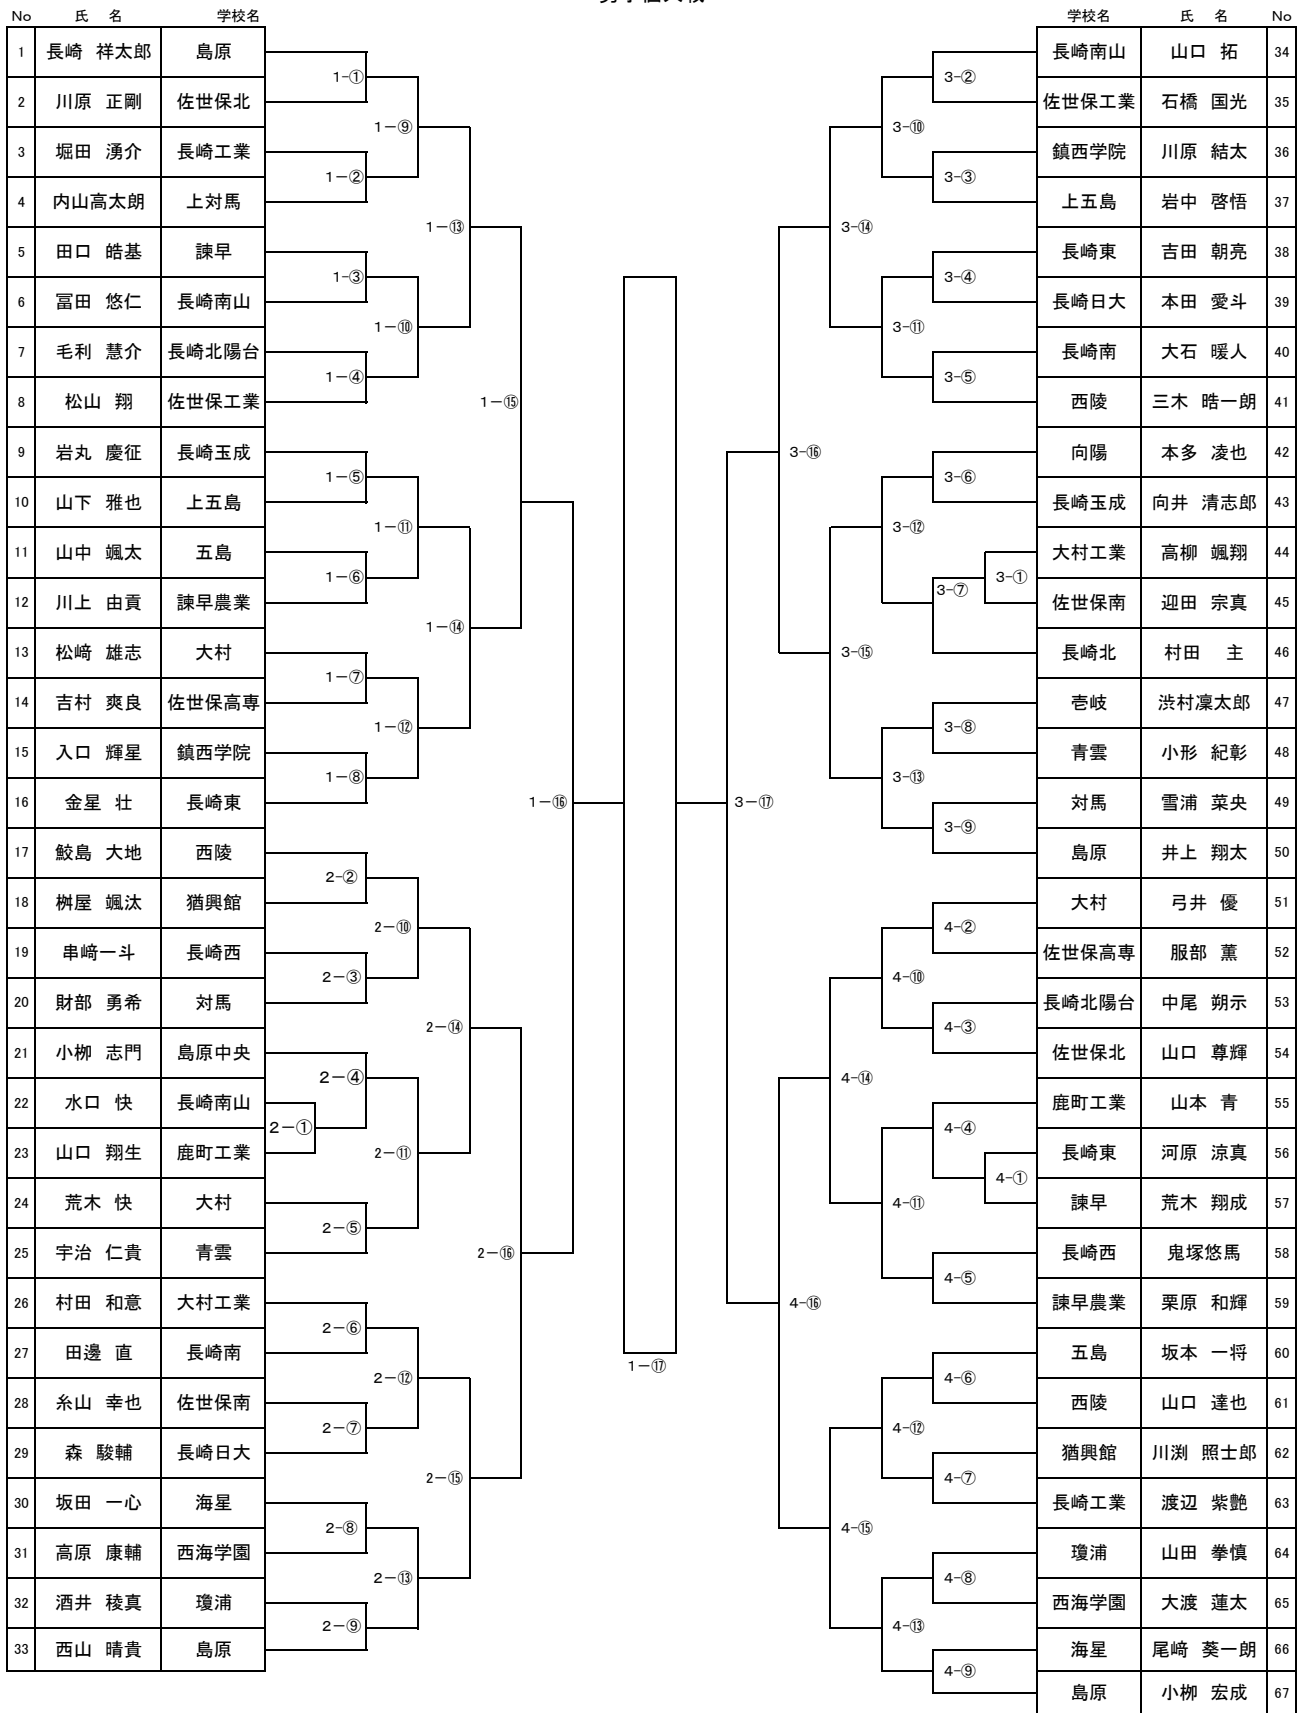 No 氏 名 学校名
1 長崎 祥太郎 島原
2 川原 正剛 佐世保北
3 堀田 湧介 長崎工業
4 内山高太朗 上対馬
5 田口 皓基 諫早
6 冨田 悠仁 長崎南山
7 毛利 慧介 長崎北陽台
8 松山 翔 佐世保工業
9 岩丸 慶征 長崎玉成
10 山下 雅也 上五島
11 山中 颯太 五島
12 川上 由貢 諫早農業
13 松﨑 雄志 大村
14 吉村 爽良 佐世保高専
15 入口 輝星 鎮西学院
16 金星 壮 長崎東
17 鮫島 大地 西陵
18 桝屋 颯汰 猶興館
19 串﨑一斗 長崎西
20 財部 勇希 対馬
21 小栁 志門 島原中央
22 水口 快 長崎南山
23 山口 翔生 鹿町工業
24 荒木 快 大村
25 宇治 仁貴 青雲
26 村田 和意 大村工業
27 田邊 直 長崎南
28 糸山 幸也 佐世保南
29 森 駿輔 長崎日大
30 坂田 一心 海星
31 高原 康輔 西海学園
32 酒井 稜真 瓊浦
33 西山 晴貴 島原
1-①
1-②
1-③
1-④
1-⑤
1-⑥
1-⑦
1-⑧
1-⑨
1-⑩
1-⑪
1-⑫
1-⑬
1-⑭
1-⑮
1-⑯
2-①
2-②
2-③
2-④
2-⑤
2-⑥
2-⑦
2-⑧
2-⑨
2-⑩
2-⑪
2-⑫
2-⑬
2-⑭
2-⑮
2-⑯
1-⑰
学校名 氏 名 No
長崎南山 山口 拓 34
佐世保工業 石橋 国光 35
鎮西学院 川原 結太 36
上五島 岩中 啓悟 37
長崎東 吉田 朝亮 38
長崎日大 本田 愛斗 39
長崎南 大石 暖人 40
西陵 三木 晧一朗 41
向陽 本多 凌也 42
長崎玉成 向井 清志郎 43
大村工業 高柳 颯翔 44
佐世保南 迎田 宗真 45
長崎北 村田 主 46
壱岐 渋村凜太郎 47
青雲 小形 紀彰 48
対馬 雪浦 菜央 49
島原 井上 翔太 50
大村 弓井 優 51
佐世保高専 服部 薫 52
長崎北陽台 中尾 朔示 53
佐世保北 山口 尊輝 54
鹿町工業 山本 青 55
長崎東 河原 涼真 56
諫早 荒木 翔成 57
長崎西 鬼塚悠馬 58
諫早農業 栗原 和輝 59
五島 坂本 一将 60
西陵 山口 達也 61
猶興館 川渕 照士郎 62
長崎工業 渡辺 紫艶 63
瓊浦 山田 拳慎 64
西海学園 大渡 蓮太 65
海星 尾﨑 葵一朗 66
島原 小栁 宏成 67
3-①
3-②
3-③
3-④
3-⑤
3-⑥
3-⑦
3-⑧
3-⑨
3-⑩
3-⑪
3-⑫
3-⑬
3-⑭
3-⑮
3-⑯
3-⑰
4-①
4-②
4-③
4-④
4-⑤
4-⑥
4-⑦
4-⑧
4-⑨
4-⑩
4-⑪
4-⑫
4-⑬
4-⑭
4-⑮
4-⑯